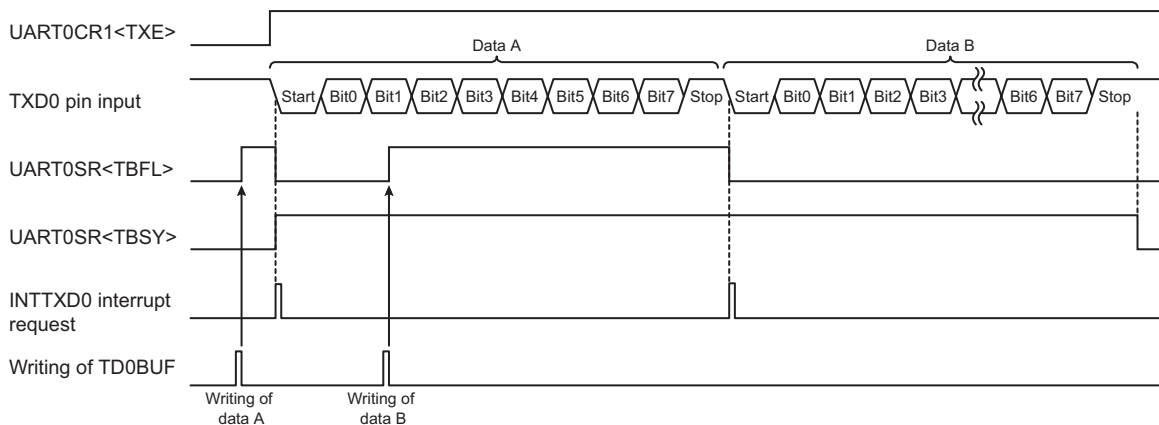 UART0CR1<TXE>
Data A
Data B
TXD0 pin input
Start Bit0 Bit1 Bit2 Bit3 Bit4 Bit5 Bit6 Bit7 Stop Start Bit0 Bit1 Bit2 Bit3 Bit6 Bit7 Stop
UART0SR<TBFL>
UART0SR<TBSY>
INTTXD0 interrupt
request
Writing of TD0BUF
Writing of
data A
Writing of
data B